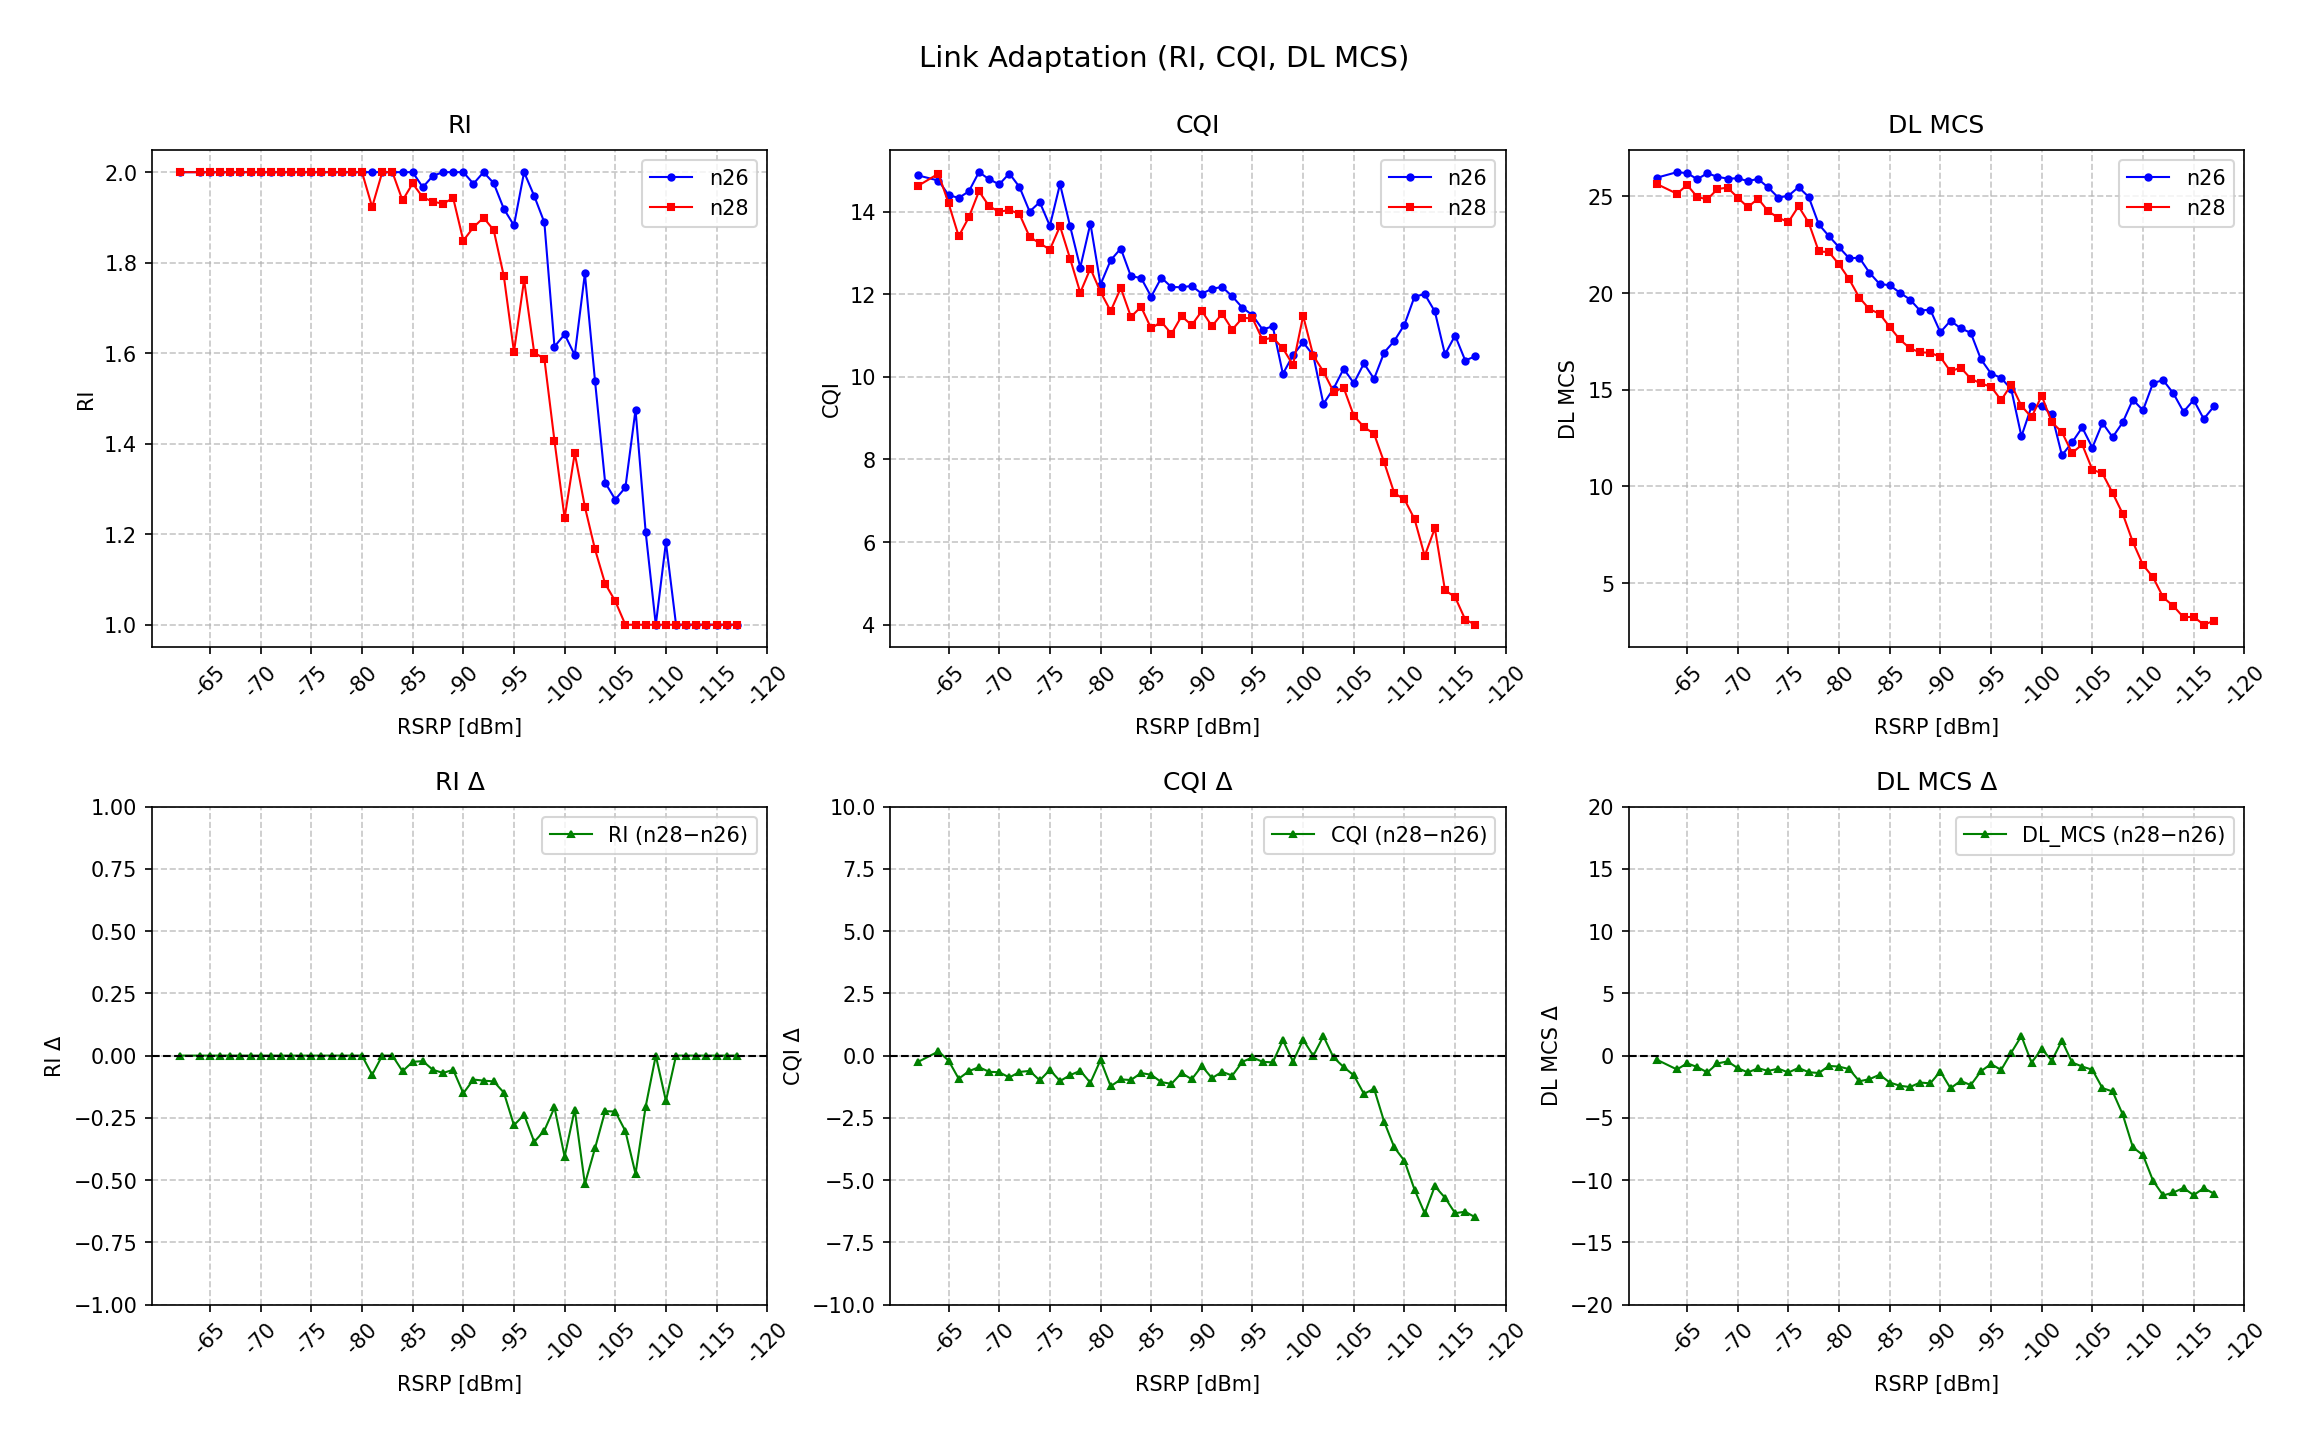 Link Adaptation (RI, CQI, DL MCS)
RI
n26
n28
2.0
1.8
1.6
1.4
1.2
1.0
RI
-65 -70 -75 -80 -85 -90 -95 -100 -105 -110 -115 -120
RSRP [dBm]
CQI
n26
n28
14
12
10
8
6
4
CQI
-65 -70 -75 -80 -85 -90 -95 -100 -105 -110 -115 -120
RSRP [dBm]
DL MCS
n26
n28
25
20
15
10
5
DL MCS
-65 -70 -75 -80 -85 -90 -95 -100 -105 -110 -115 -120
RSRP [dBm]
RI Δ
RI (n28−n26)
1.00
0.75
0.50
0.25
0.00
−0.25
−0.50
−0.75
−1.00
RI Δ
-65 -70 -75 -80 -85 -90 -95 -100 -105 -110 -115 -120
RSRP [dBm]
CQI Δ
CQI (n28−n26)
10.0
7.5
5.0
2.5
0.0
−2.5
−5.0
−7.5
−10.0
CQI Δ
-65 -70 -75 -80 -85 -90 -95 -100 -105 -110 -115 -120
RSRP [dBm]
DL MCS Δ
DL_MCS (n28−n26)
20
15
10
5
0
−5
−10
−15
−20
DL MCS Δ
-65 -70 -75 -80 -85 -90 -95 -100 -105 -110 -115 -120
RSRP [dBm]